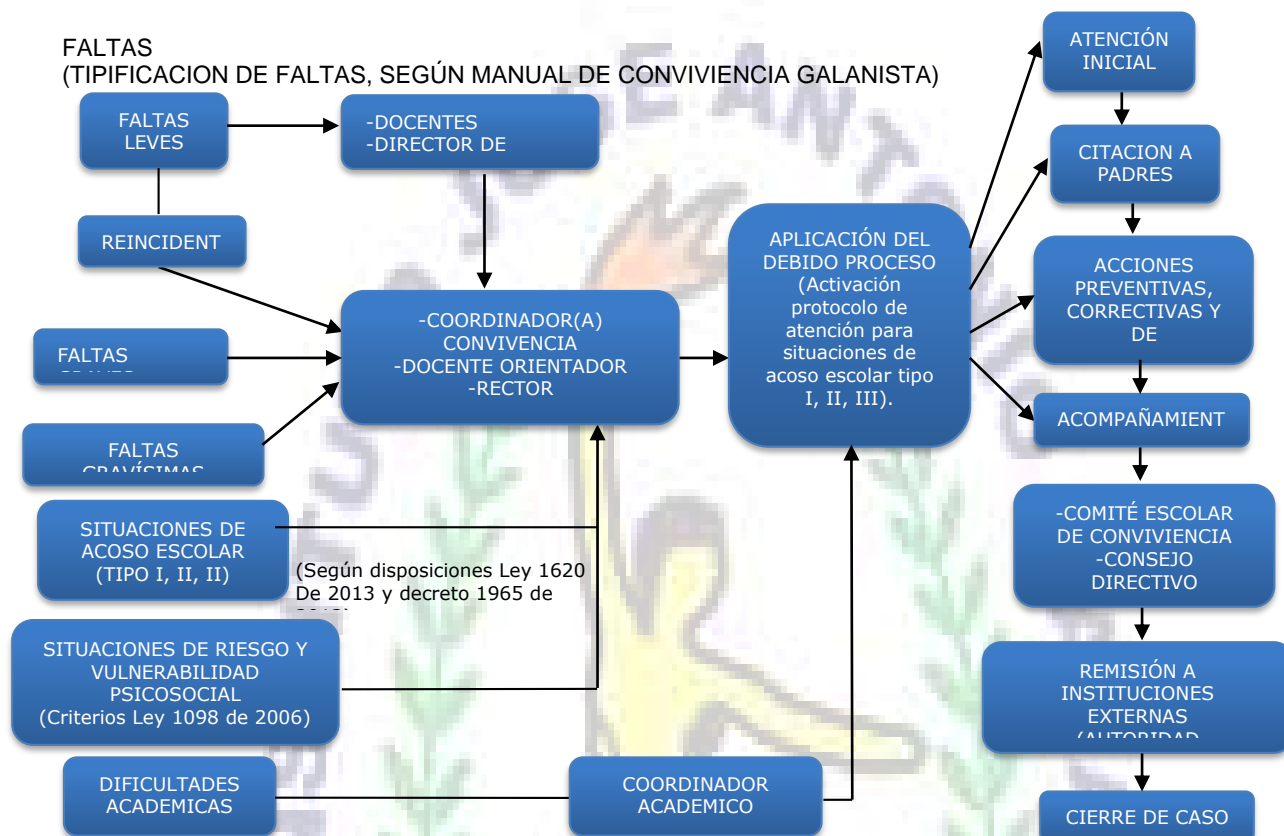 FALTAS
(TIPIFICACION DE FALTAS, SEGÚN MANUAL DE CONVIVIENCIA GALANISTA)
FALTAS
LEVES
-DOCENTES
-DIRECTOR DE
REINCIDENT
FALTAS
FALTAS
GRAVÍSIMAS
-COORDINADOR(A)
CONVIVENCIA
-DOCENTE ORIENTADOR
-RECTOR
SITUACIONES DE
ACOSO ESCOLAR
(TIPO I, II, II)
(Según disposiciones Ley 1620
De 2013 y decreto 1965 de
SITUACIONES DE RIESGO Y
VULNERABILIDAD
PSICOSOCIAL
(Criterios Ley 1098 de 2006)
DIFICULTADES
ACADEMICAS
COORDINADOR
ACADEMICO
APLICACIÓN DEL
DEBIDO PROCESO
(Activación
protocolo de
atención para
situaciones de
acoso escolar tipo
I, II, III).
ATENCIÓN
INICIAL
CITACION A
PADRES
ACCIONES
PREVENTIVAS,
CORRECTIVAS Y
DE
ACOMPAÑAMIENT
-COMITÉ ESCOLAR
DE CONVIVIENCIA
-CONSEJO
DIRECTIVO
REMISIÓN A
INSTITUCIONES
EXTERNAS
(AUTORIDAD
CIERRE DE CASO
JOSE ANTONIO